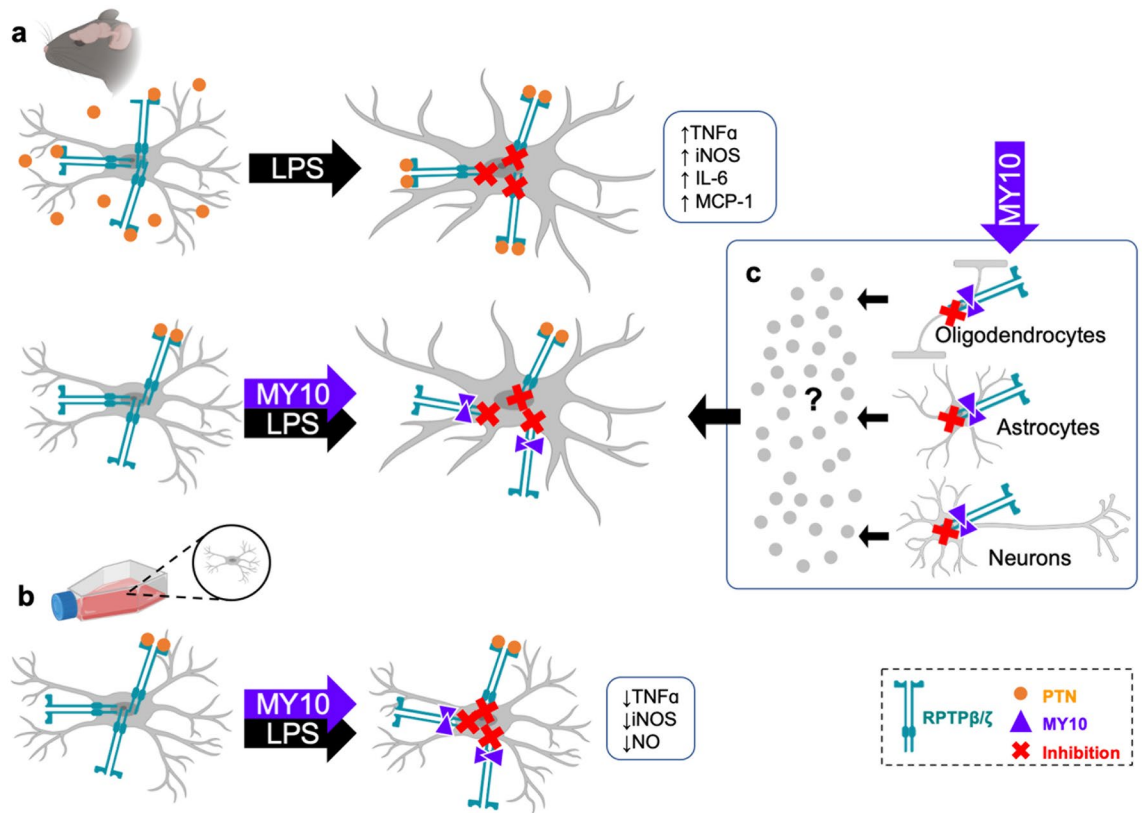 a
LPS
↑TNFα
↑ iNOS
↑ IL-6
↑ MCP-1
MY10
LPS
MY10
c
?
Oligodendrocytes
Astrocytes
Neurons
b
MY10
LPS
↓TNFα
↓iNOS
↓NO
RPTPβ/ζ
PTN
MY10
Inhibition